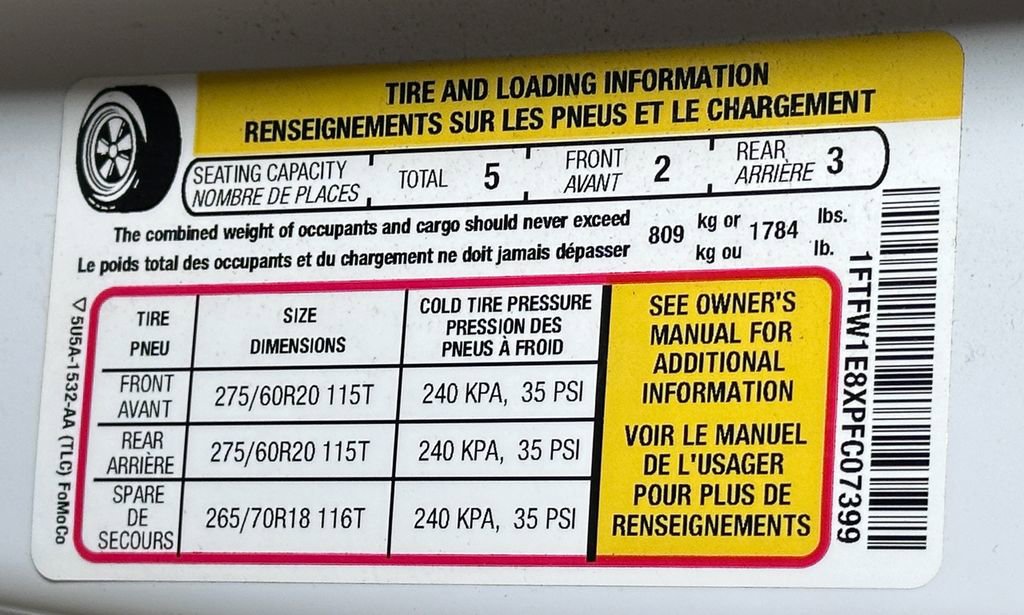 TIRE AND LOADING INFORMATION
RENSEIGNEMENTS SUR LES PNEUS ET LE CHARGEMENT
SEATING CAPACITY
NOMBRE DE PLACES
TOTAL 5
FRONT
AVANT
2
REAR
ARRIÈRE
3
The combined weight of occupants and cargo should never exceed
Le poids total des occupants et du chargement ne doit jamais dépasser
809
kg or
kg ou
1784
lbs.
lb.
TIRE
PNEU
SIZE
DIMENSIONS
COLD TIRE PRESSURE
PRESSION DES
PNEUS À FROID
FRONT
AVANT
275/60R20 115T
240 KPA, 35 PSI
REAR
ARRIÈRE
275/60R20 115T
240 KPA, 35 PSI
SPARE
DE
SECOURS
265/70R18 116T
240 KPA, 35 PSI
SEE OWNER'S
MANUAL FOR
ADDITIONAL
INFORMATION
VOIR LE MANUEL
DE L'USAGER
POUR PLUS DE
RENSEIGNEMENTS
5U5A-1532-AA (TLC) FoMoCo
1FTFW1E8XPFC07399